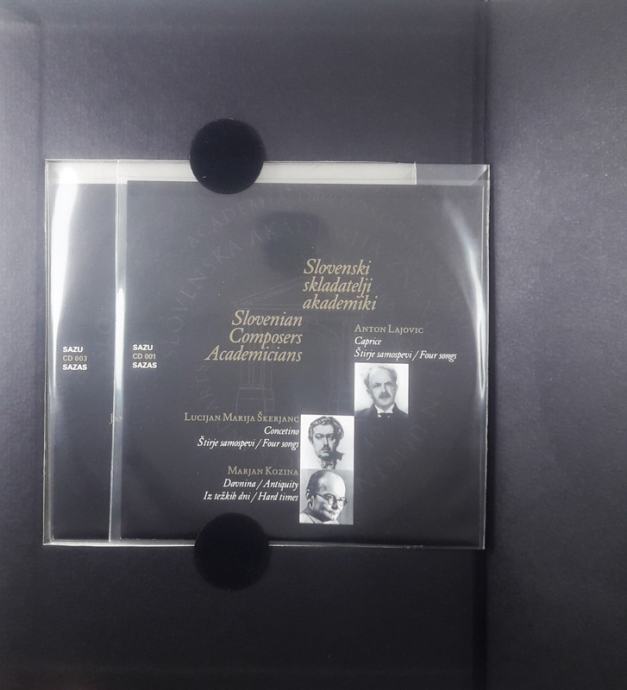 Slovenski
skladatelji
akademiki
Slovenian
Composers
Academicians
SAZU
CD 003
SAZAS
SAZU
CD 001
SAZAS
ANTON LAJOVIC
Caprice
Štirje samospevi / Four songs
LUCIJAN MARIJA ŠKERJANC
Concetino
Štirje samospevi / Four songs
MARJAN KOZINA
Davnina / Antiquity
Iz težkih dni / Hard times